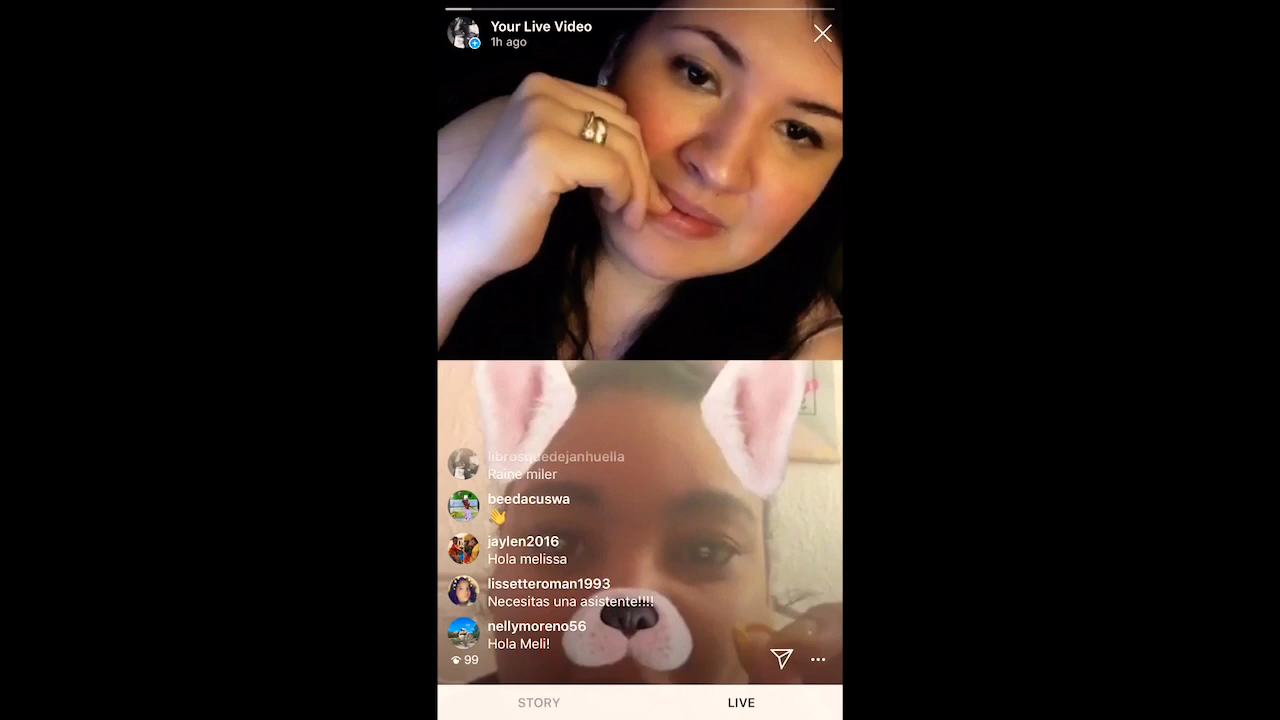 Your Live Video
1h ago
librosquedejanhuella
Raine miler
beedacuswa
👋
jaylen2016
Hola melissa
lissetteroman1993
Necesitas una asistente!!!!
nellymoreno56
Hola Meli!
99
STORY
LIVE